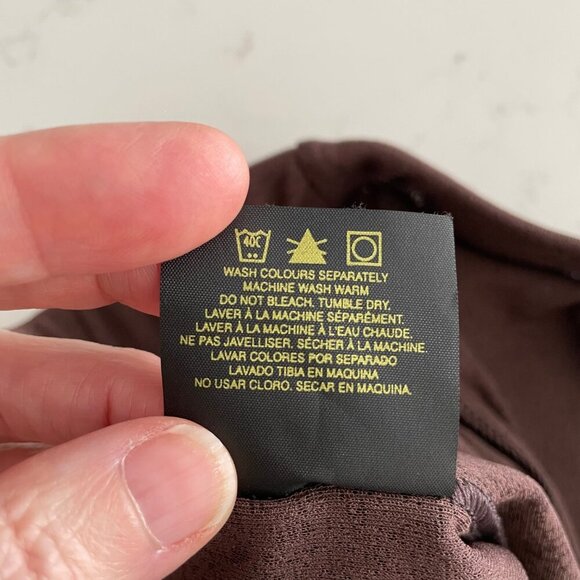 40C
WASH COLOURS SEPARATELY
MACHINE WASH WARM
DO NOT BLEACH. TUMBLE DRY.
LAVER À LA MACHINE SÉPARÉMENT.
LAVER À LA MACHINE À L'EAU CHAUDE.
NE PAS JAVELLISER. SÉCHER À LA MACHINE.
LAVAR COLORES POR SEPARADO
LAVADO TIBIA EN MAQUINA
NO USAR CLORO. SECAR EN MAQUINA.